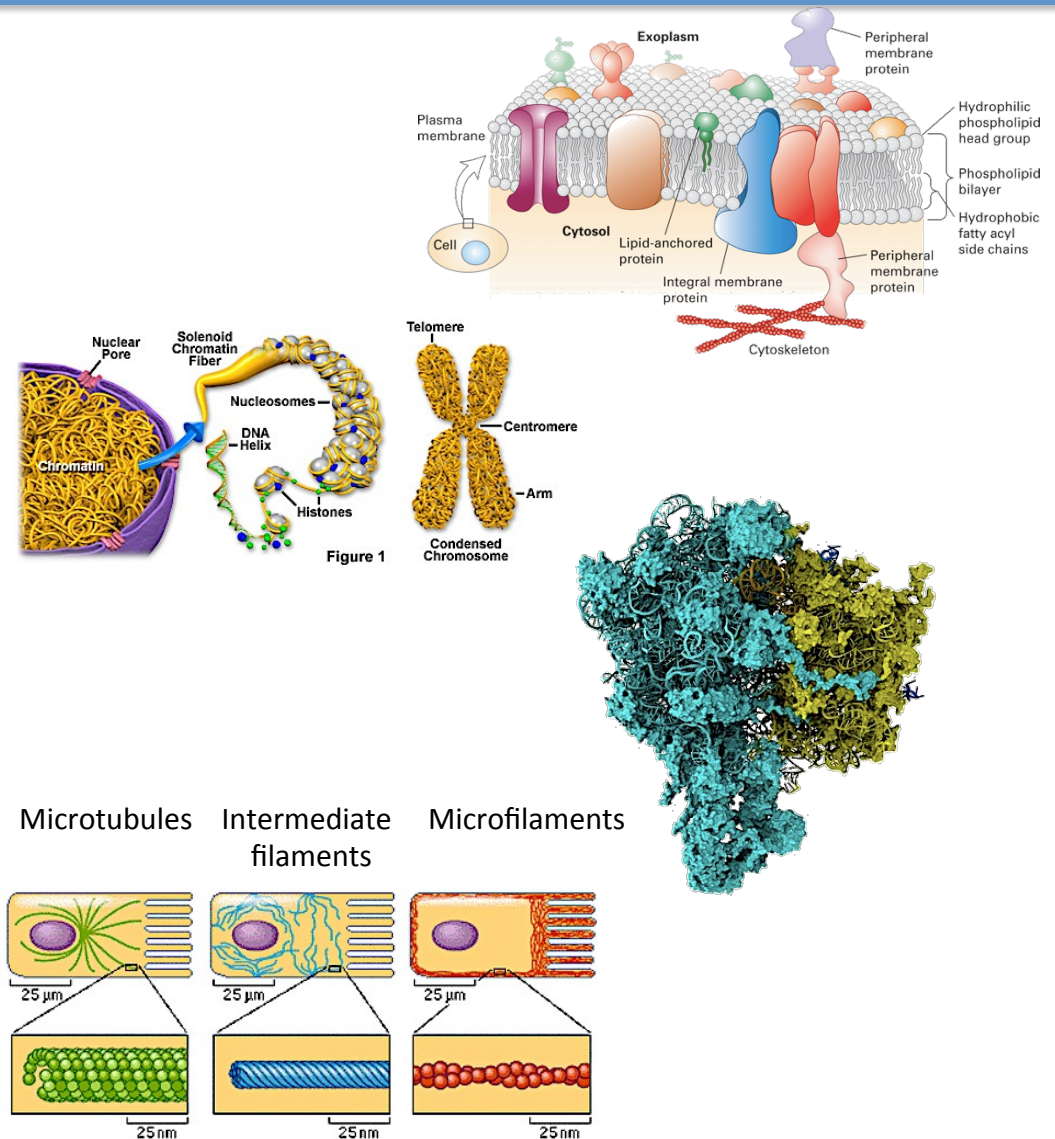 Exoplasm
Peripheral
membrane
protein
Plasma
membrane
Hydrophilic
phospholipid
head group
Phospholipid
bilayer
Hydrophobic
fatty acyl
side chains
Cell
Cytosol
Lipid-anchored
protein
Integral membrane
protein
Peripheral
membrane
protein
Cytoskeleton
Nuclear
Pore
Solenoid
Chromatin
Fiber
Nucleosomes
DNA
Helix
Chromatin
Histones
Figure 1
Telomere
Centromere
Arm
Condensed
Chromosome
Microtubules
Intermediate
filaments
Microfilaments
25 µm
25 µm
25 µm
25 nm
25 nm
25 nm